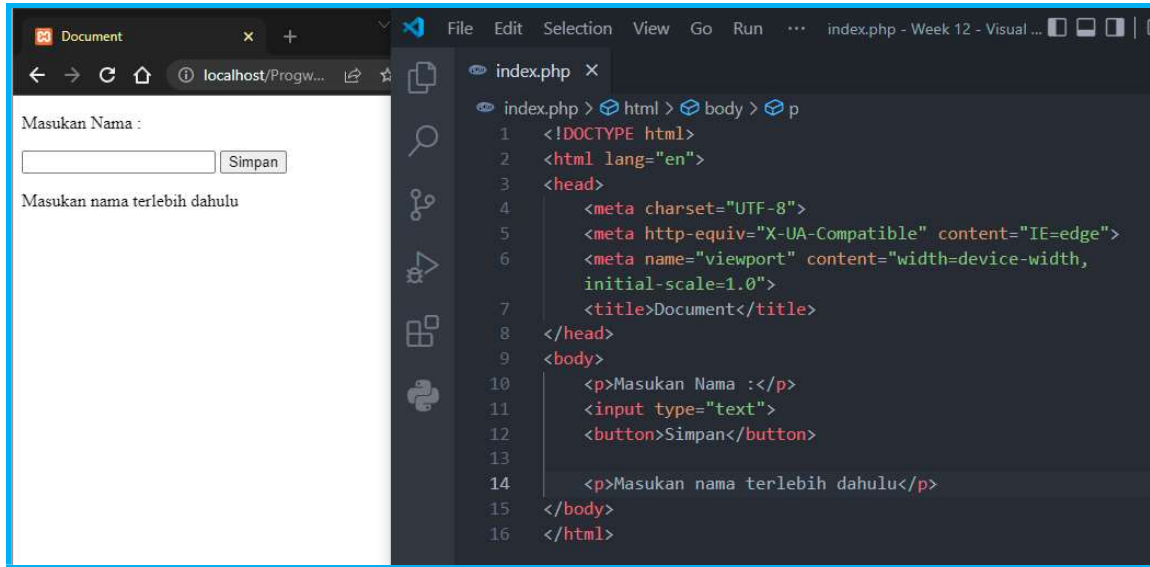 Document
localhost/Progw...
Masukan Nama :
Simpan
Masukan nama terlebih dahulu
File Edit Selection View Go Run ··· index.php - Week 12 - Visual ...
index.php
index.php > html > body > p
1 <!DOCTYPE html>
2 <html lang="en">
3 <head>
4 <meta charset="UTF-8">
5 <meta http-equiv="X-UA-Compatible" content="IE=edge">
6 <meta name="viewport" content="width=device-width,
initial-scale=1.0">
7 <title>Document</title>
8 </head>
9 <body>
10 <p>Masukan Nama :</p>
11 <input type="text">
12 <button>Simpan</button>
13
14 <p>Masukan nama terlebih dahulu</p>
15 </body>
16 </html>